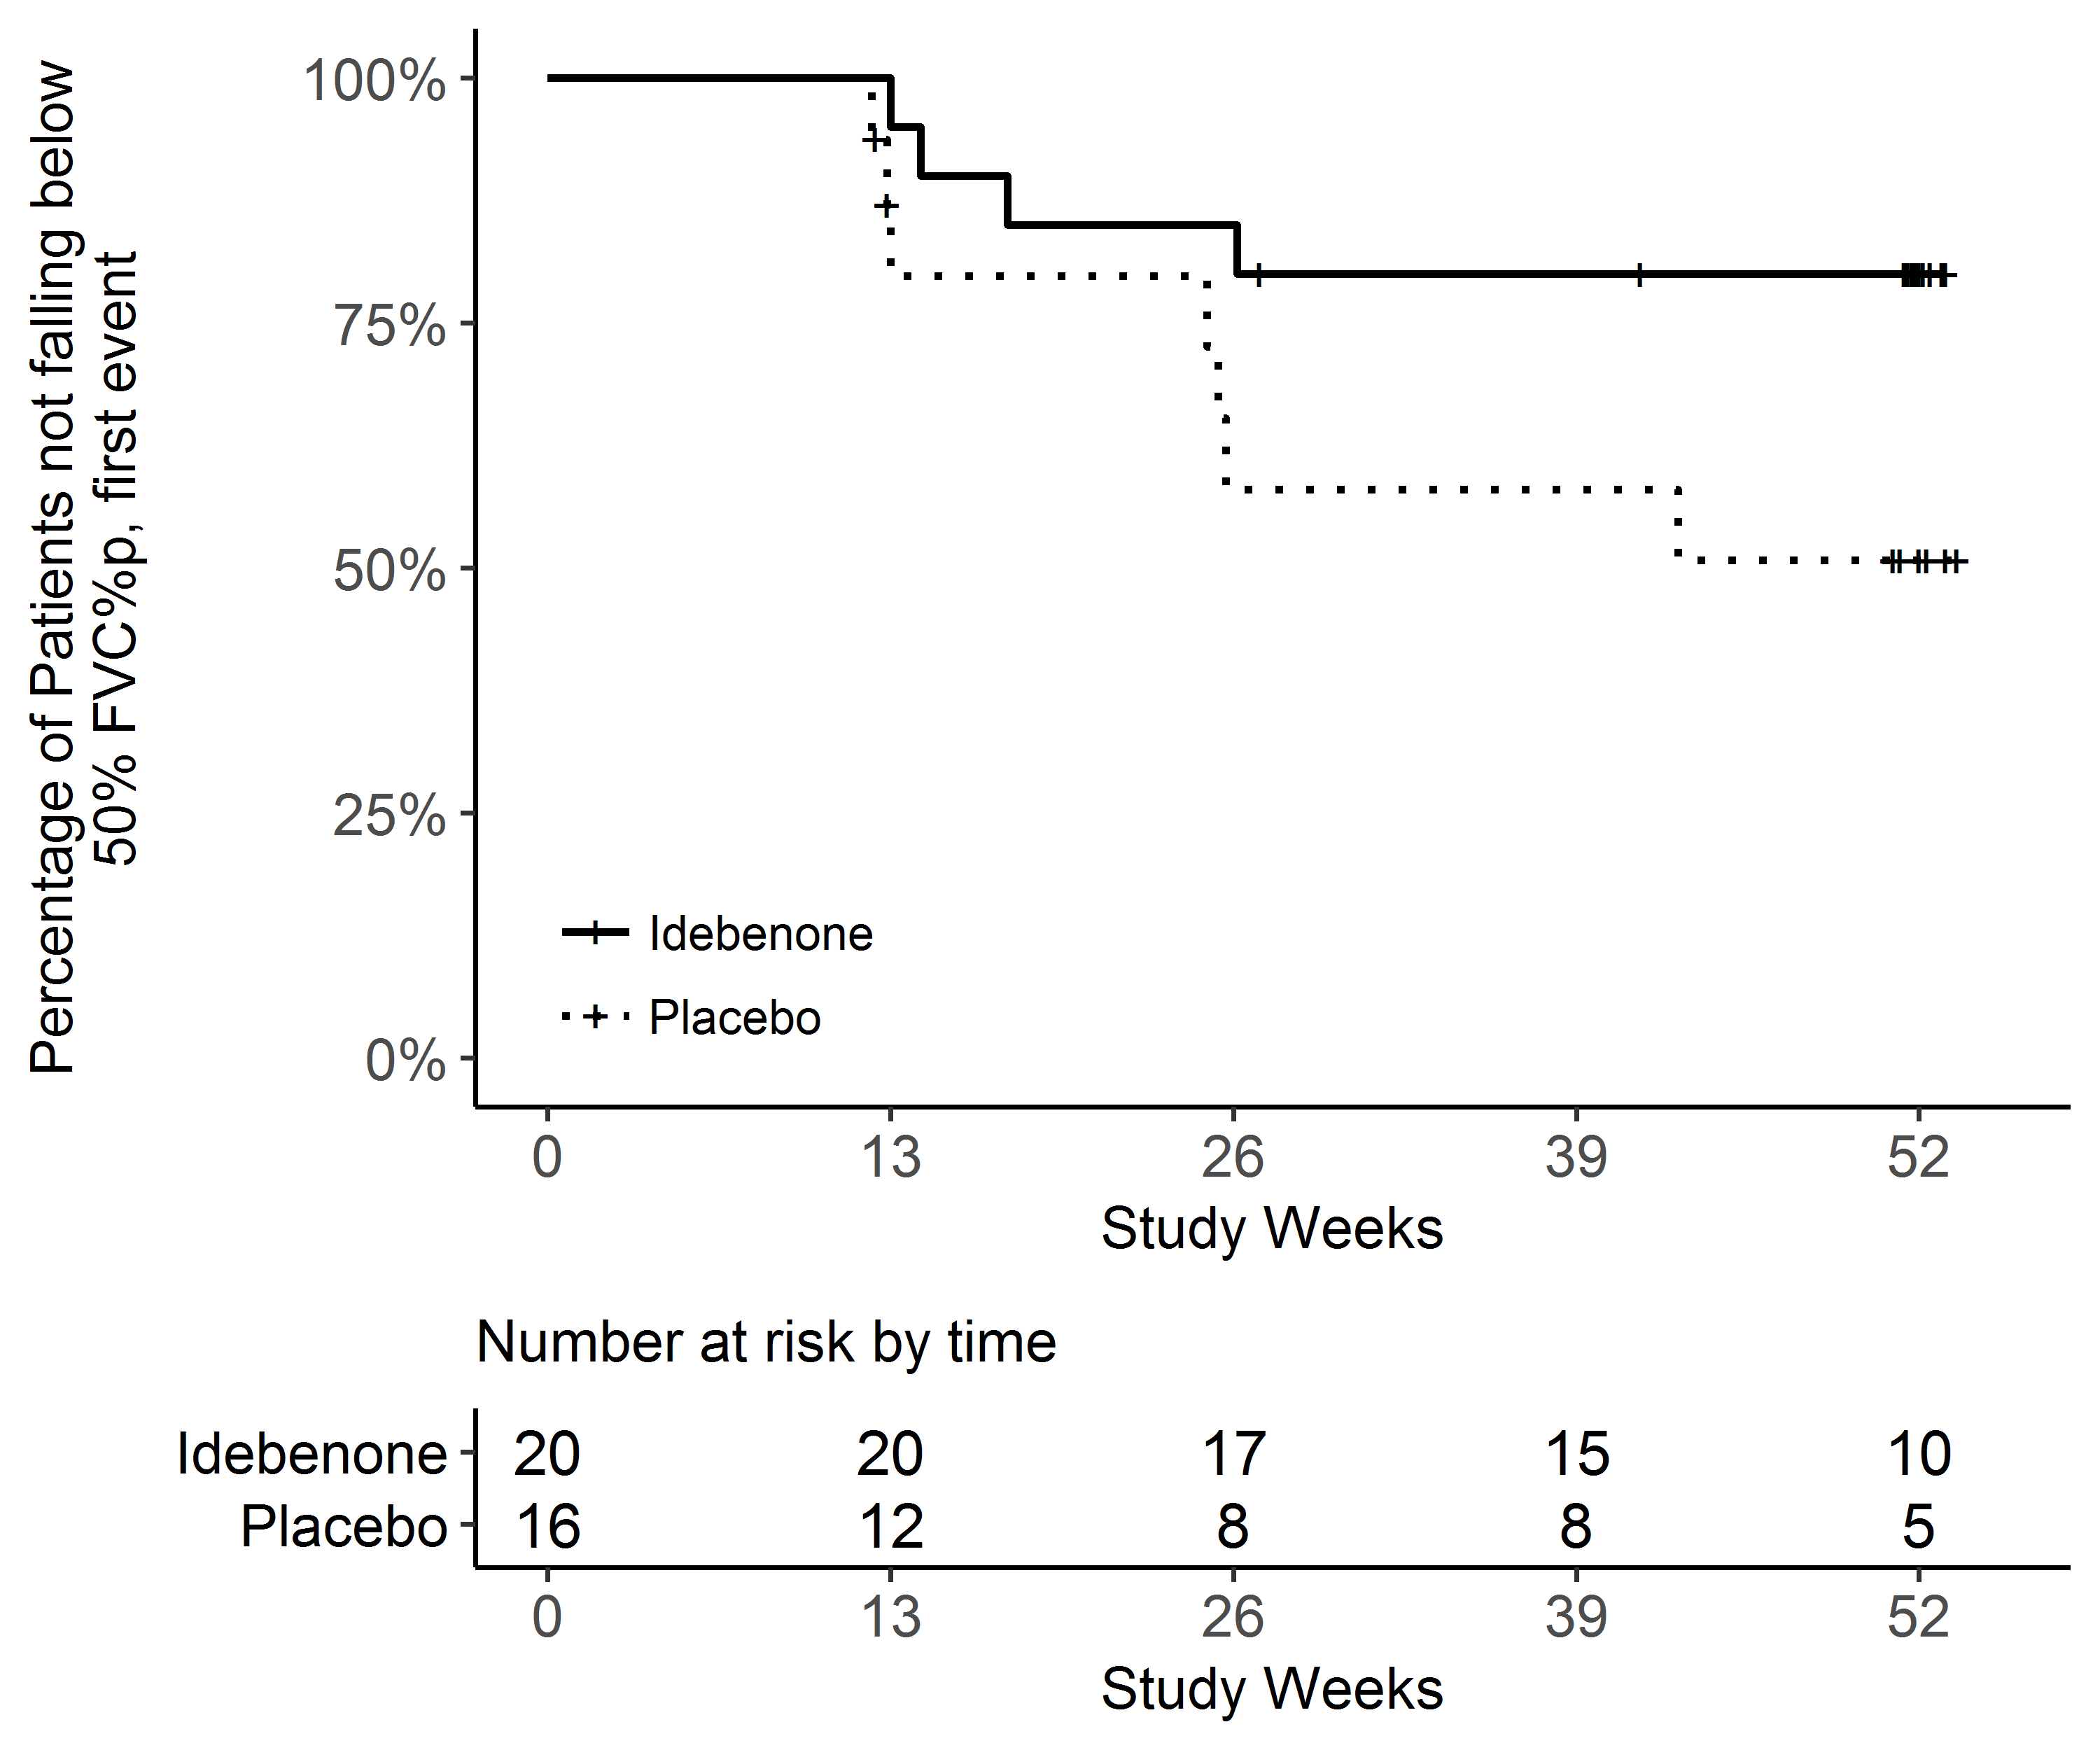 Percentage of Patients not falling below
50% FVC%p, first event
100%
75%
50%
25%
0%
Idebenone
Placebo
0 13 26 39 52
Study Weeks
Number at risk by time
Idebenone 20 20 17 15 10
Placebo 16 12 8 8 5
0 13 26 39 52
Study Weeks